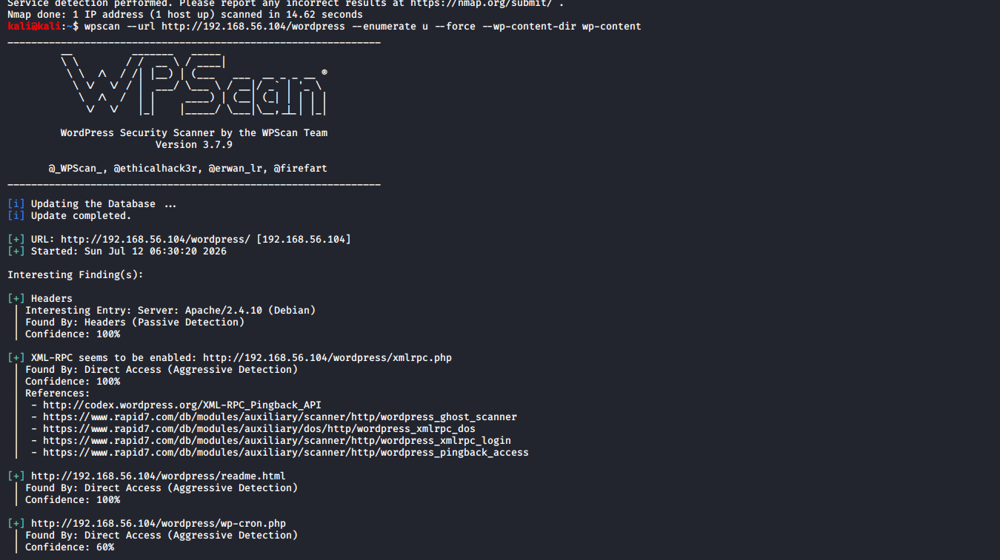 Service detection performed. Please report any incorrect results at https://nmap.org/submit/ .
Nmap done: 1 IP address (1 host up) scanned in 14.62 seconds
kali@kali:~$ wpscan --url http://192.168.56.104/wordpress --enumerate u --force --wp-content-dir wp-content
WPScan ®
WordPress Security Scanner by the WPScan Team
Version 3.7.9
@_WPScan_, @ethicalhack3r, @erwan_lr, @firefart
[i] Updating the Database ...
[i] Update completed.
[+] URL: http://192.168.56.104/wordpress/ [192.168.56.104]
[+] Started: Sun Jul 12 06:30:20 2026
Interesting Finding(s):
[+] Headers
| Interesting Entry: Server: Apache/2.4.10 (Debian)
| Found By: Headers (Passive Detection)
| Confidence: 100%
[+] XML-RPC seems to be enabled: http://192.168.56.104/wordpress/xmlrpc.php
| Found By: Direct Access (Aggressive Detection)
| Confidence: 100%
| References:
|  - http://codex.wordpress.org/XML-RPC_Pingback_API
|  - https://www.rapid7.com/db/modules/auxiliary/scanner/http/wordpress_ghost_scanner
|  - https://www.rapid7.com/db/modules/auxiliary/dos/http/wordpress_xmlrpc_dos
|  - https://www.rapid7.com/db/modules/auxiliary/scanner/http/wordpress_xmlrpc_login
|  - https://www.rapid7.com/db/modules/auxiliary/scanner/http/wordpress_pingback_access
[+] http://192.168.56.104/wordpress/readme.html
| Found By: Direct Access (Aggressive Detection)
| Confidence: 100%
[+] http://192.168.56.104/wordpress/wp-cron.php
| Found By: Direct Access (Aggressive Detection)
| Confidence: 60%